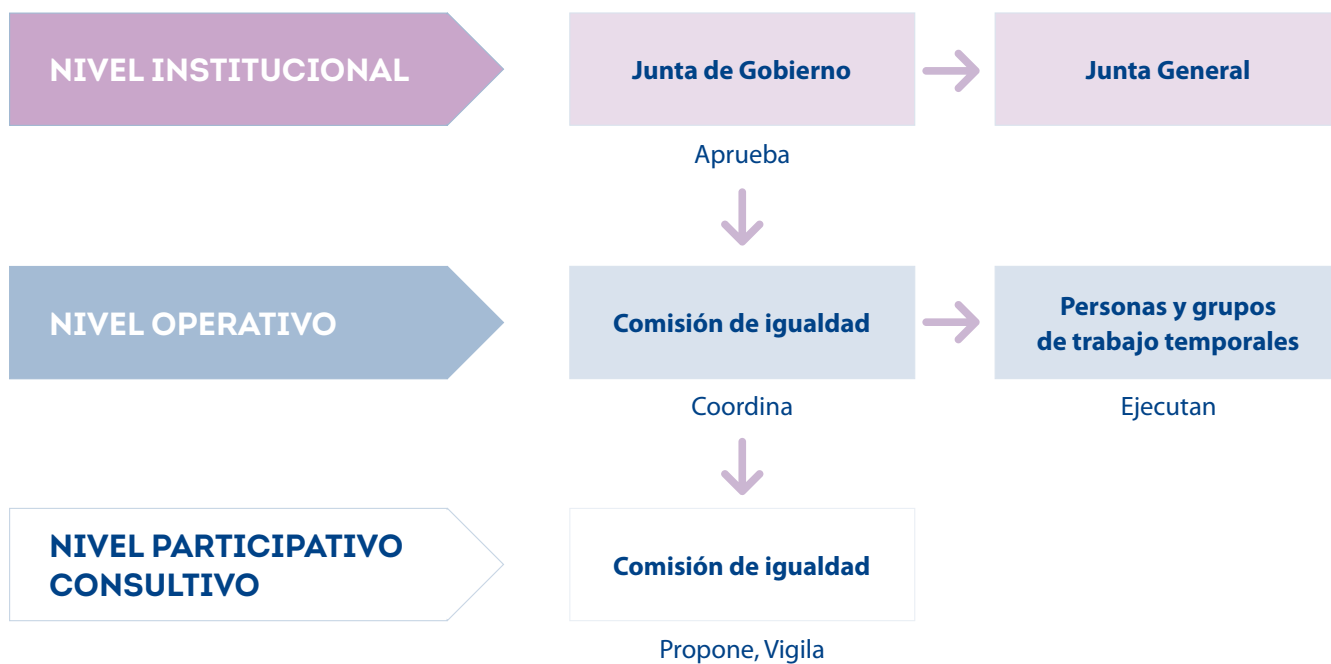 NIVEL INSTITUCIONAL
Junta de Gobierno
Junta General
Aprueba
NIVEL OPERATIVO
Comisión de igualdad
Personas y grupos
de trabajo temporales
Coordina
Ejecutan
NIVEL PARTICIPATIVO
CONSULTIVO
Comisión de igualdad
Propone, Vigila